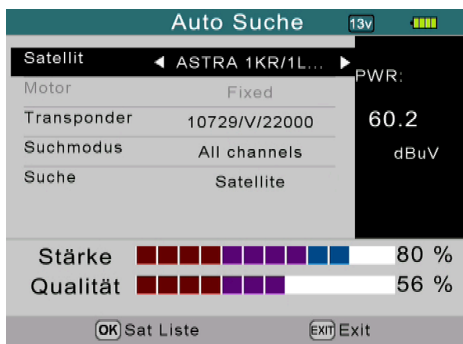 Auto Suche 13v
Satellit ASTRA 1KR/1L...
Motor Fixed
Transponder 10729/V/22000
Suchmodus All channels
Suche Satellite
PWR:
60.2
dBuV
Stärke 80 %
Qualität 56 %
OK Sat Liste EXIT Exit